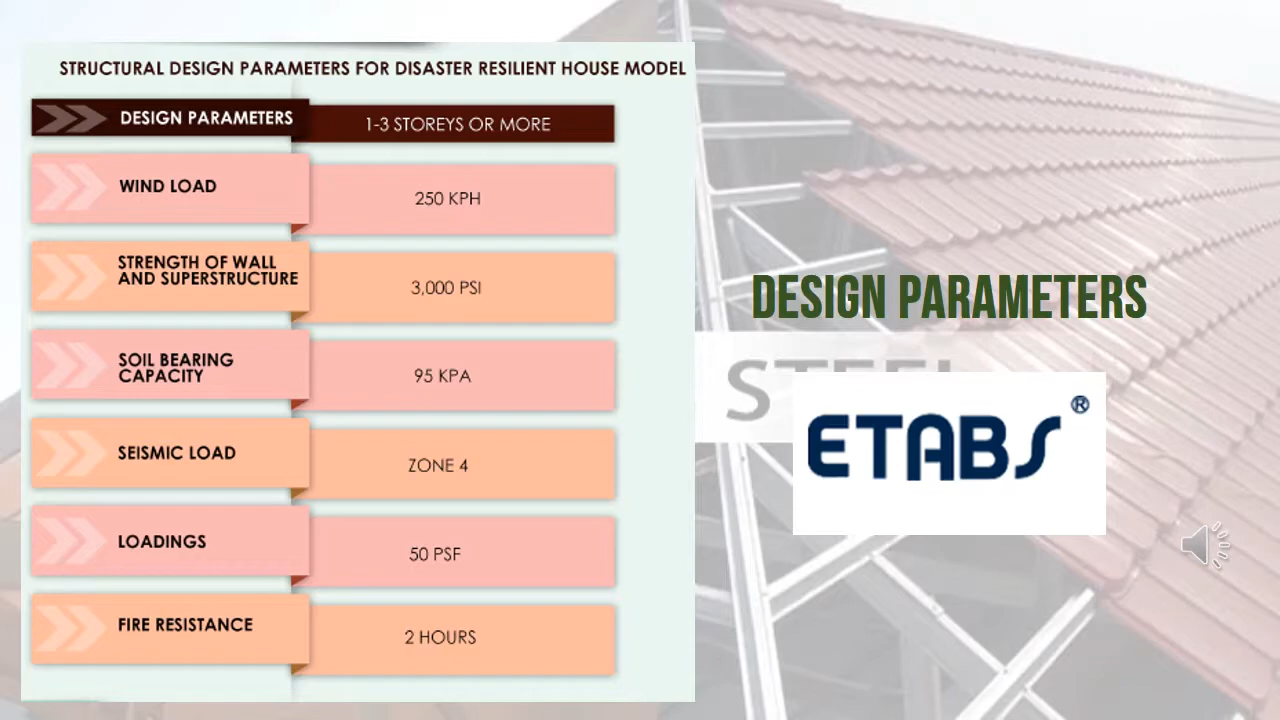 STRUCTURAL DESIGN PARAMETERS FOR DISASTER RESILIENT HOUSE MODEL
DESIGN PARAMETERS
1-3 STOREYS OR MORE
WIND LOAD
250 KPH
STRENGTH OF WALL
AND SUPERSTRUCTURE
3,000 PSI
SOIL BEARING
CAPACITY
95 KPA
SEISMIC LOAD
ZONE 4
LOADINGS
50 PSF
FIRE RESISTANCE
2 HOURS
DESIGN PARAMETERS
STEEL
ETABS®